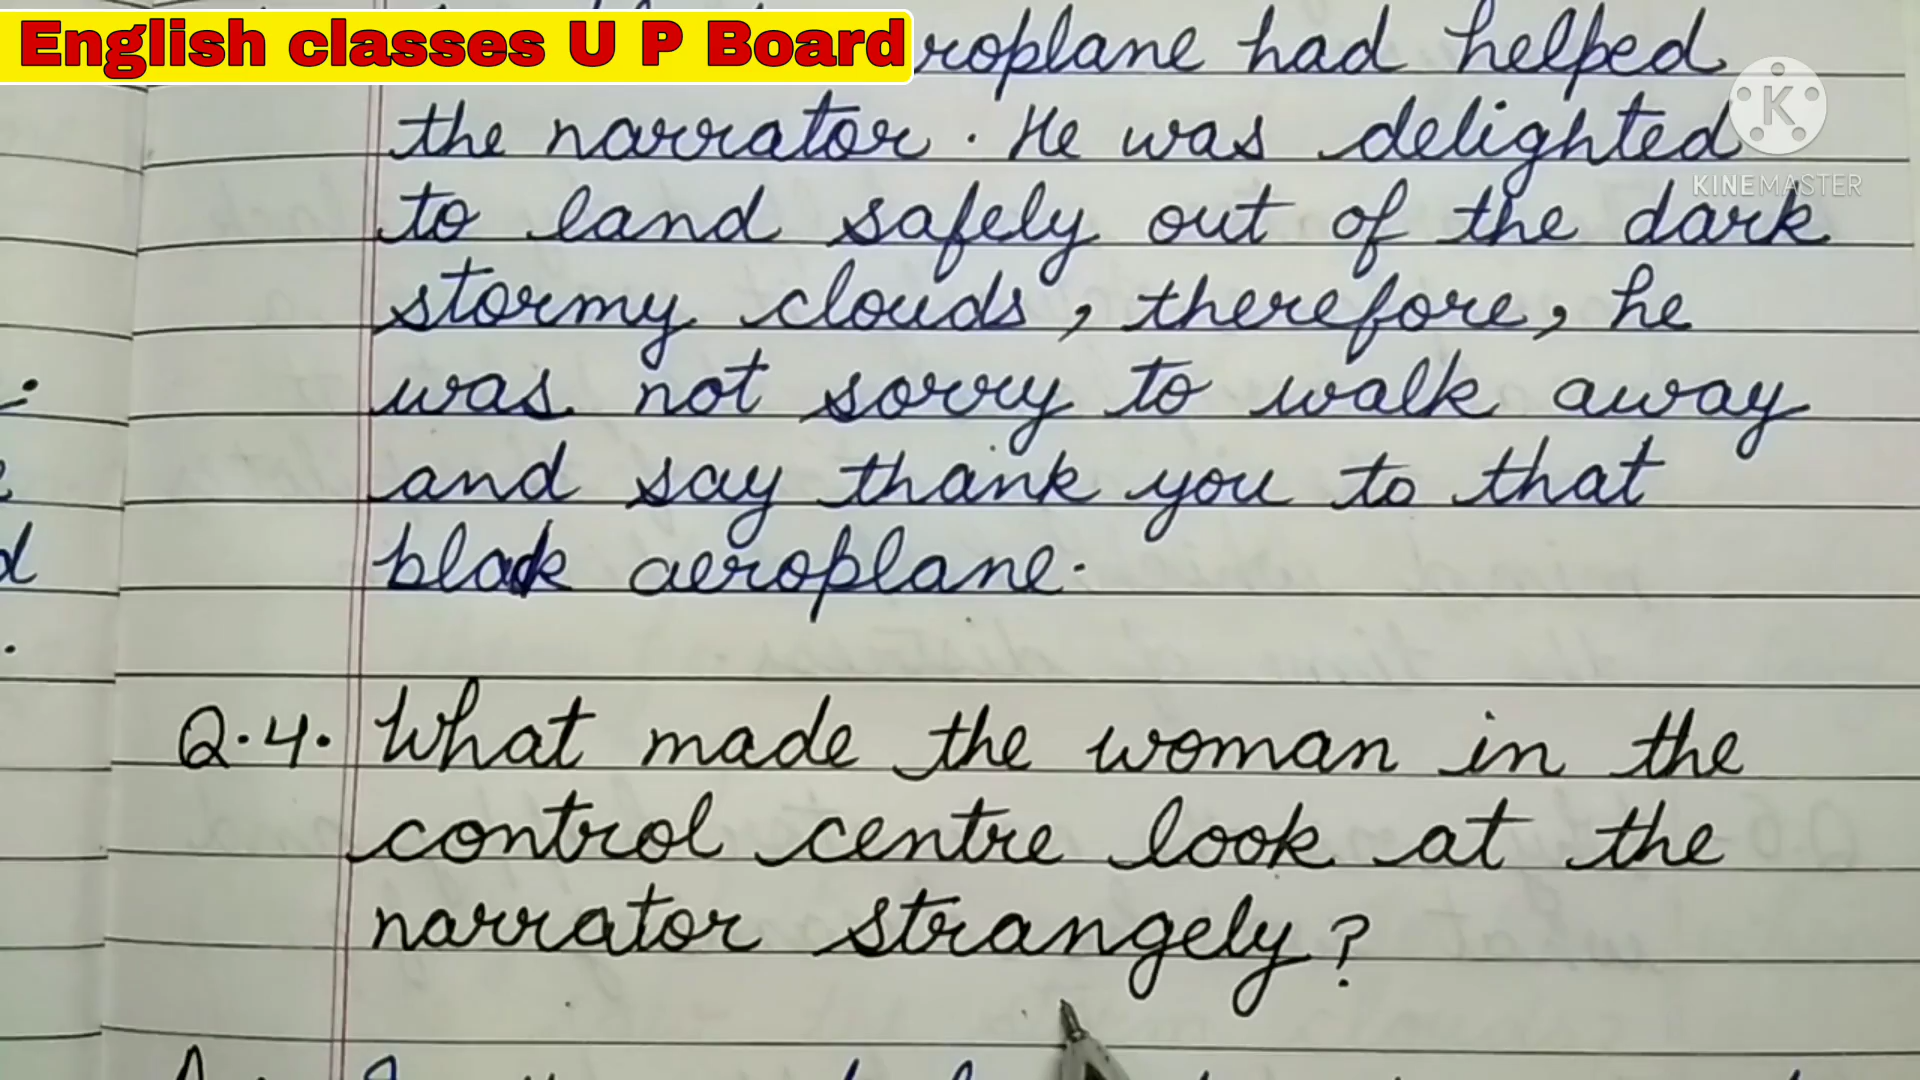 English classes U P Board
roplane had helped
the narrator. He was delighted
K
KINEMASTER
to land safely out of the dark
stormy clouds, therefore, he
was not sorry to walk away
and say thank you to that
black aeroplane.
Q.4. What made the woman in the
control centre look at the
narrator strangely?